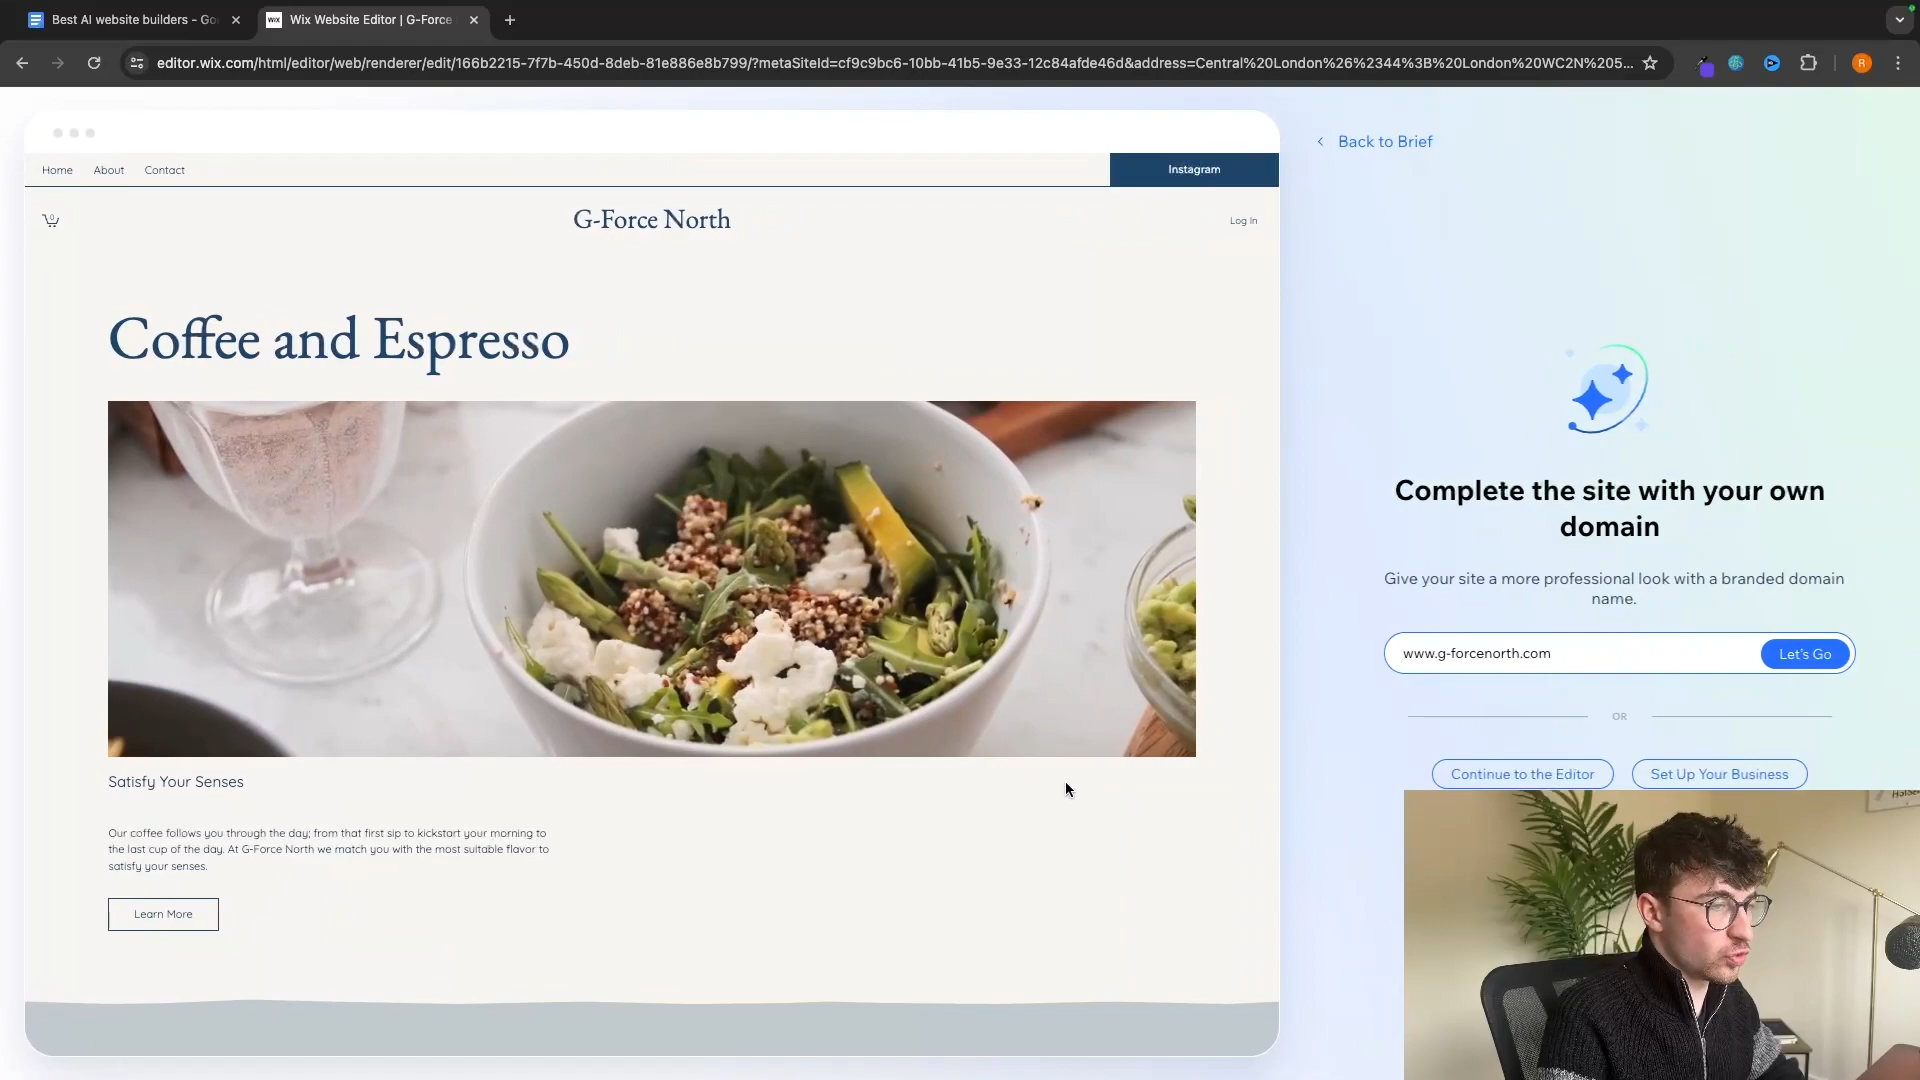 Best AI website builders - Go
Wix Website Editor | G-Force
editor.wix.com/html/editor/web/renderer/edit/166b2215-7f7b-450d-8deb-81e886e8b799/?metaSiteId=cf9c9bc6-10bb-41b5-9e33-12c84afde46d&address=Central%20London%26%2344%3B%20London%20WC2N%205...
R
Back to Brief
Home About Contact
Instagram
0
G-Force North
Log In
Coffee and Espresso
Complete the site with your own
domain
Give your site a more professional look with a branded domain
name.
www.g-forcenorth.com
Let's Go
OR
Continue to the Editor
Set Up Your Business
Satisfy Your Senses
Our coffee follows you through the day; from that first sip to kickstart your morning to
the last cup of the day. At G-Force North we match you with the most suitable flavor to
satisfy your senses.
Learn More